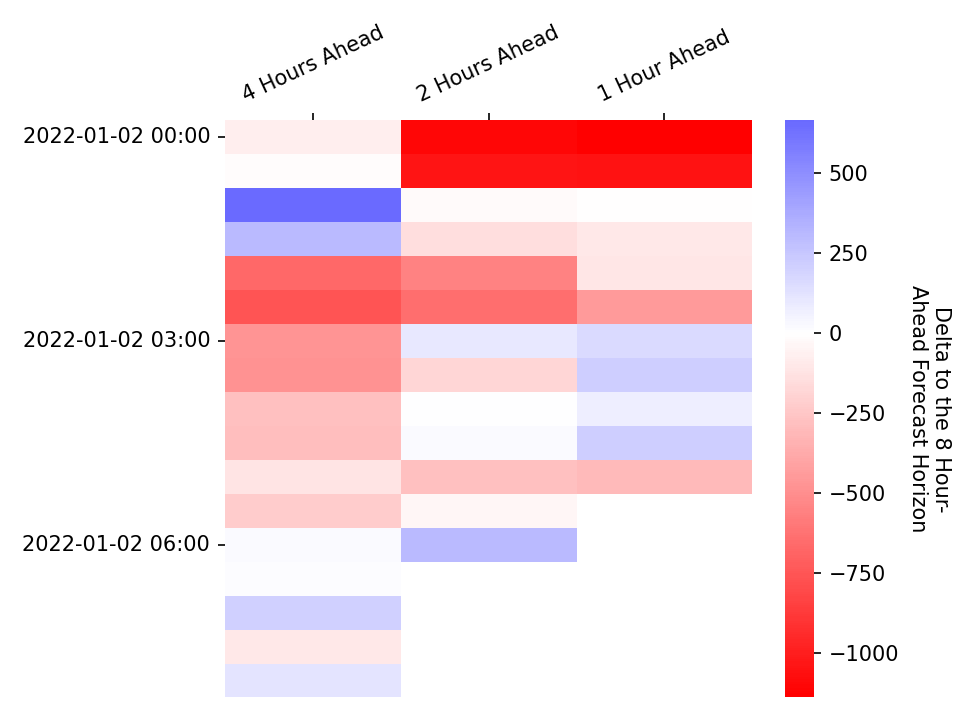 4 Hours Ahead
2 Hours Ahead
1 Hour Ahead
2022-01-02 00:00
2022-01-02 03:00
2022-01-02 06:00
500
250
0
−250
−500
−750
−1000
Delta to the 8 Hour-
Ahead Forecast Horizon